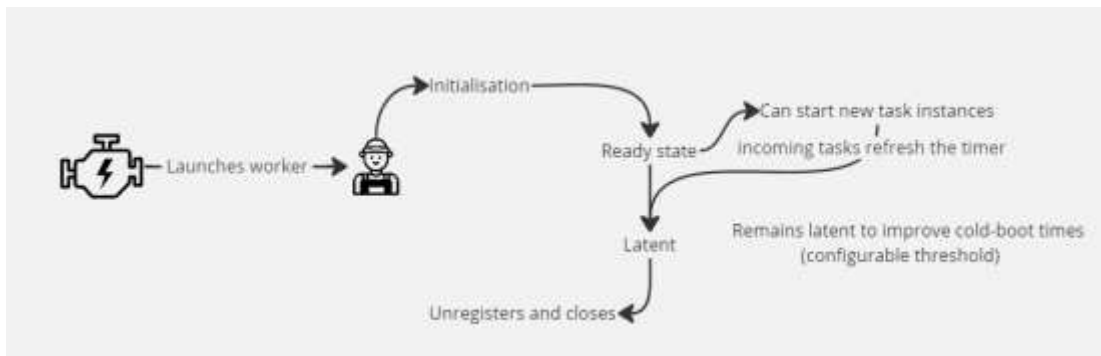 Initialisation
Can start new task instances
Launches worker
Ready state
incoming tasks refresh the timer
Latent
Remains latent to improve cold-boot times
(configurable threshold)
Unregisters and closes